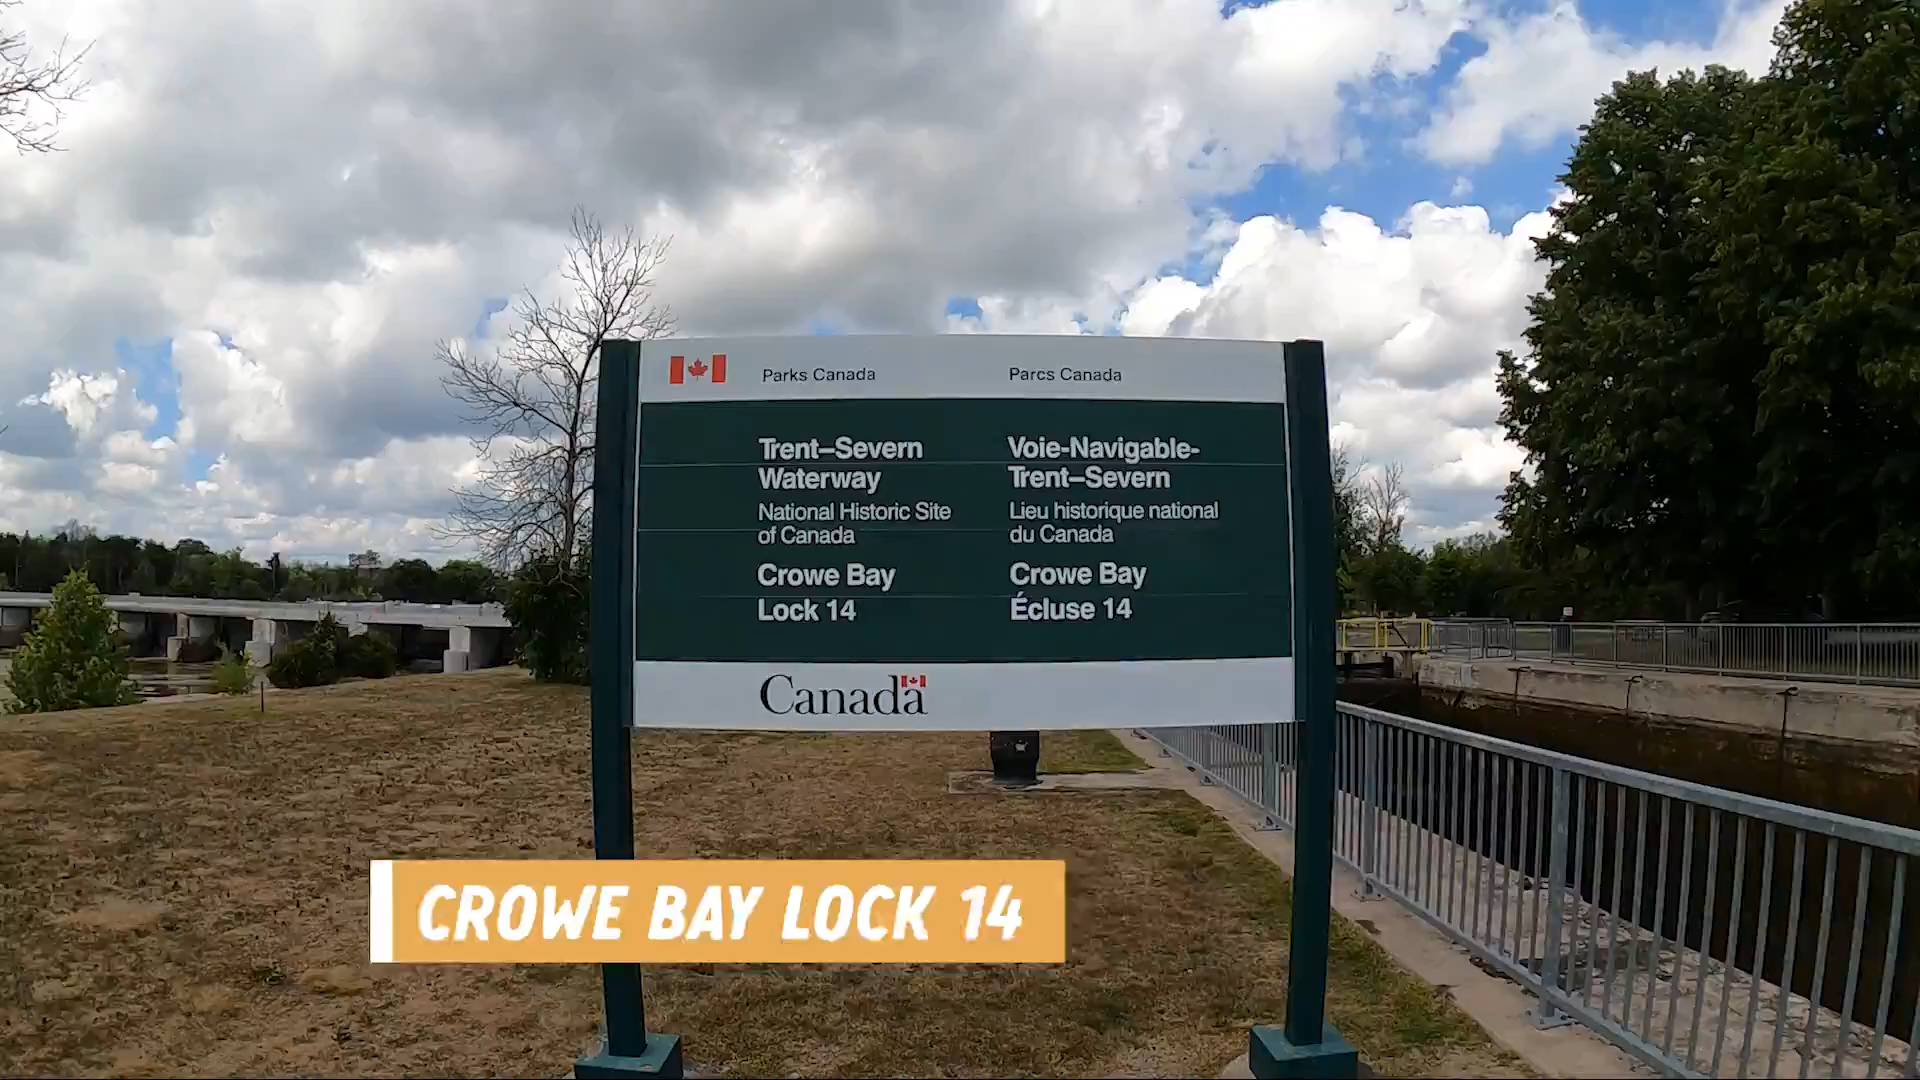 Parks Canada
Parcs Canada
Trent–Severn
Waterway
National Historic Site
of Canada
Crowe Bay
Lock 14
Voie-Navigable-
Trent–Severn
Lieu historique national
du Canada
Crowe Bay
Écluse 14
Canada
CROWE BAY LOCK 14